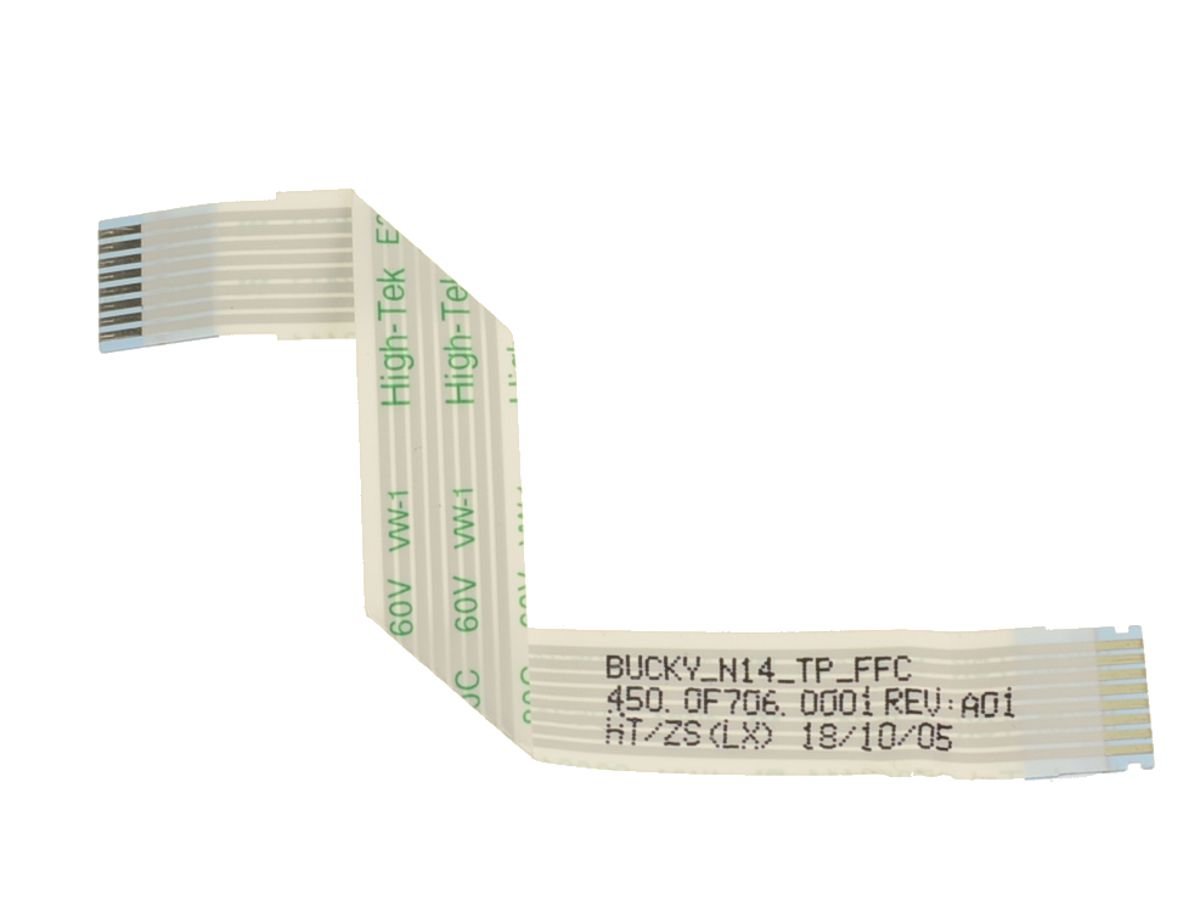 High-Tek
High-Tek
60V VW-1
60V VW-1
BUCKY_N14_TP_FFC
450.0F706.0001 REV:A01
HT/ZS(LX) 18/10/05